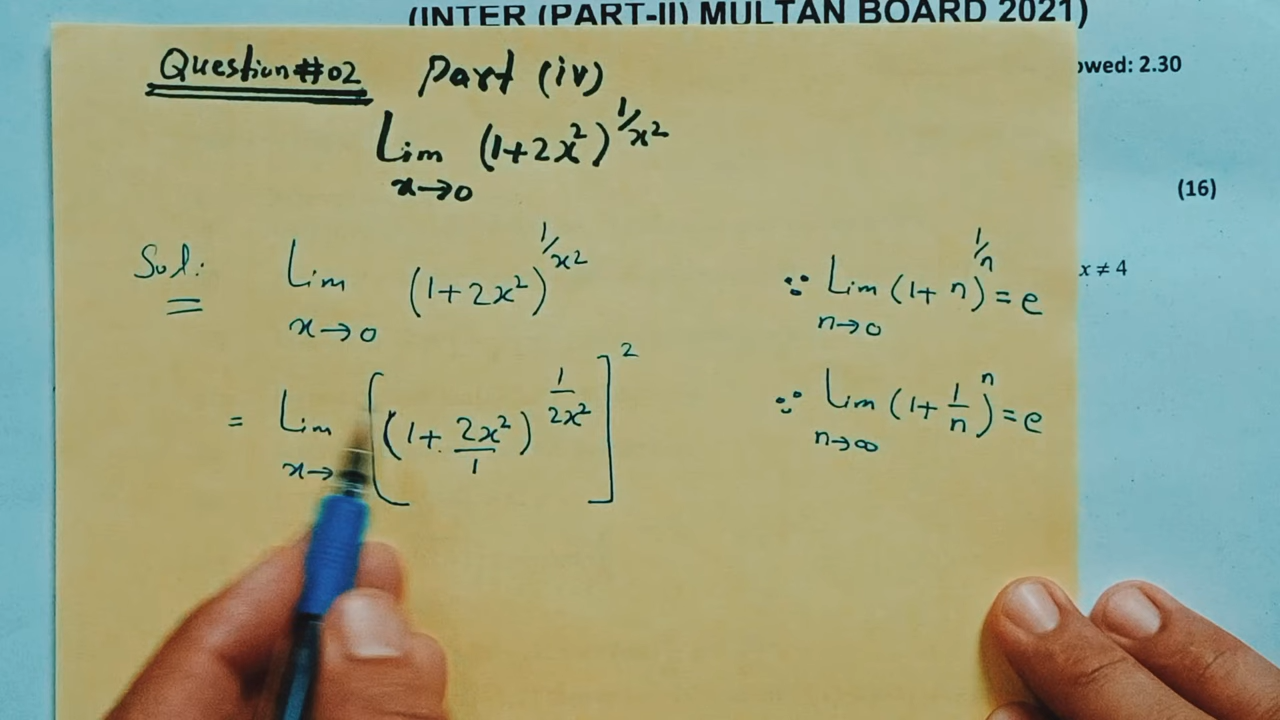 (INTER (PART-II) MULTAN BOARD 2021)
owed: 2.30
Question#02 Part (iv)
Lim (1+2x²)^1/x²
x→0
(16)
Sol: Lim (1+2x²)^1/x²
x→0
∵ Lim (1+n)^1/n = e
n→0
x ≠ 4
= Lim [(1+2x²/1)^1/2x²]²
x→
∵ Lim (1+1/n)^n = e
n→∞